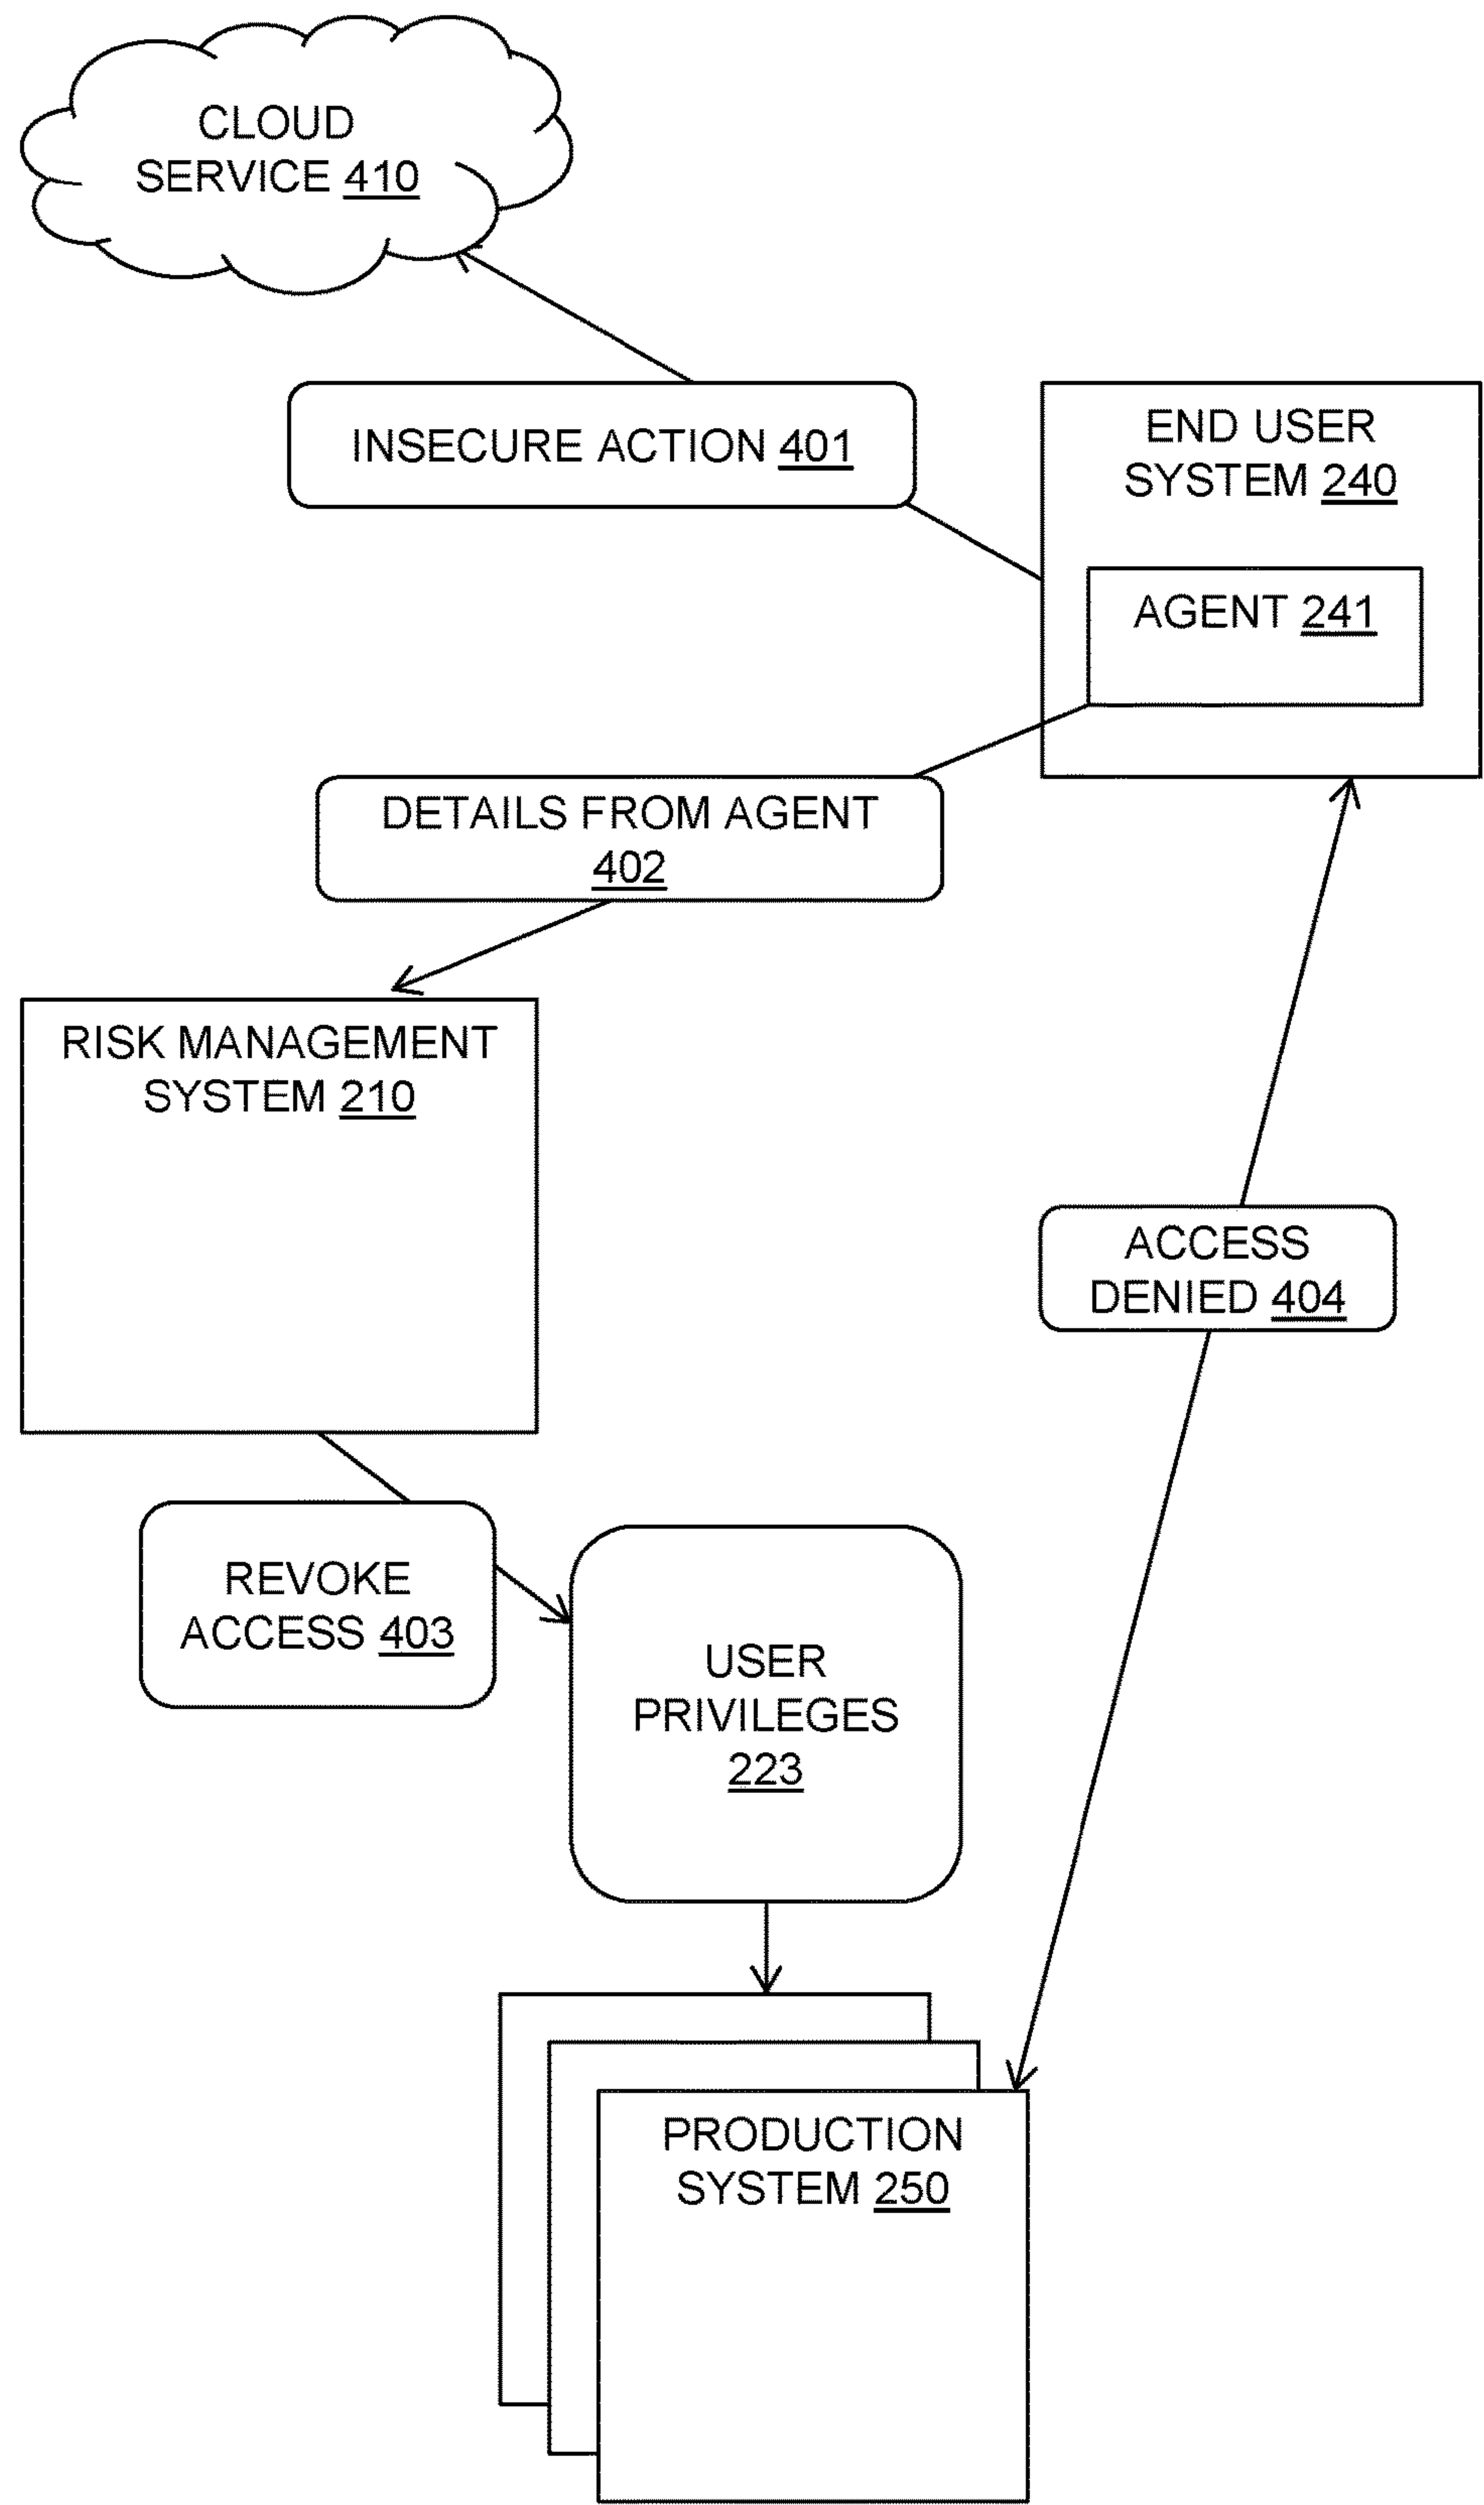 CLOUD
SERVICE 410
INSECURE ACTION 401
END USER
SYSTEM 240
AGENT 241
DETAILS FROM AGENT
402
RISK MANAGEMENT
SYSTEM 210
ACCESS
DENIED 404
REVOKE
ACCESS 403
USER
PRIVILEGES
223
PRODUCTION
SYSTEM 250